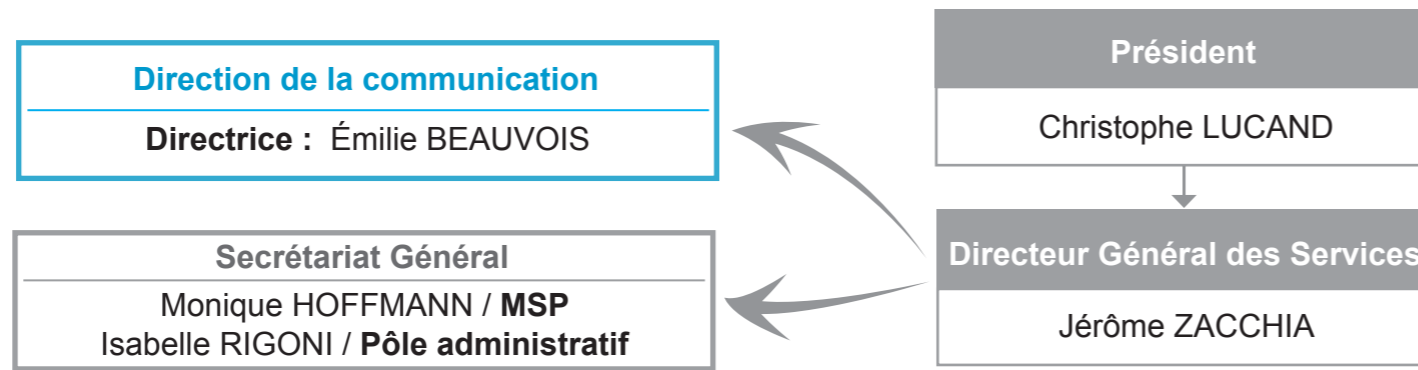 Direction de la communication
Directrice : Émilie BEAUVOIS
Secrétariat Général
Monique HOFFMANN / MSP
Isabelle RIGONI / Pôle administratif
Président
Christophe LUCAND
Directeur Général des Services
Jérôme ZACCHIA